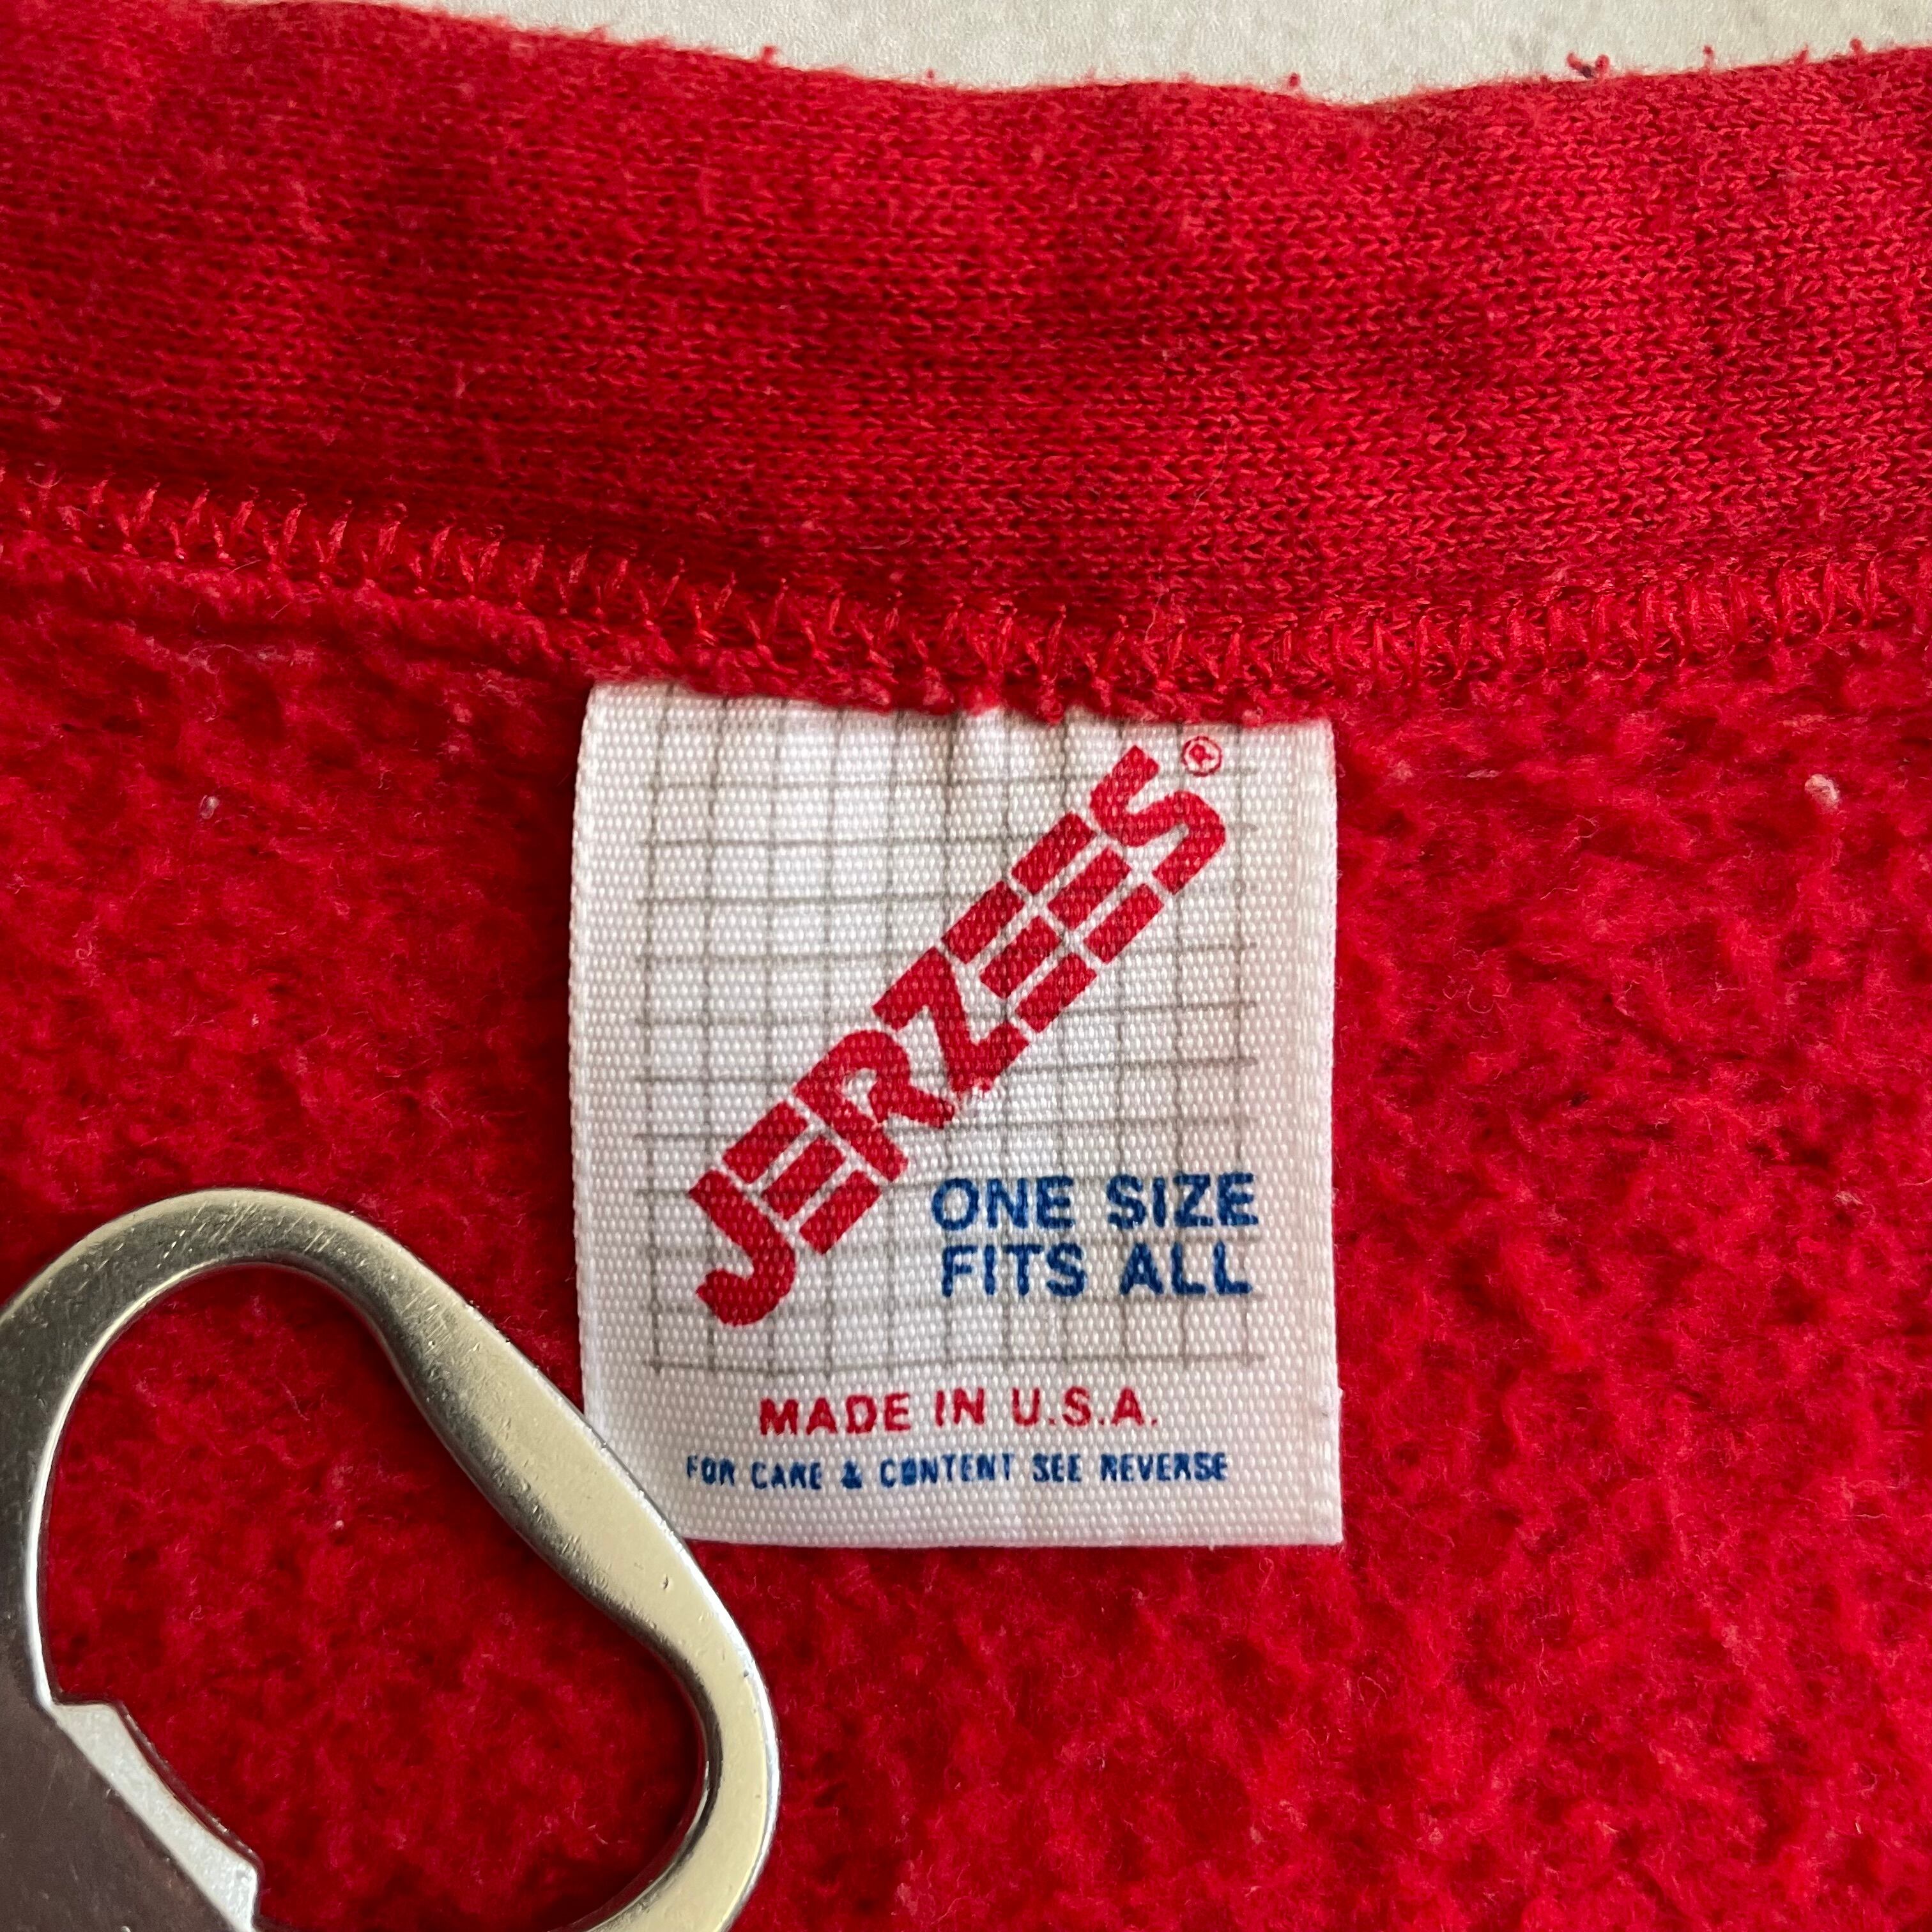 JERZEES®
ONE SIZE
FITS ALL
MADE IN U.S.A.
FOR CARE & CONTENT SEE REVERSE